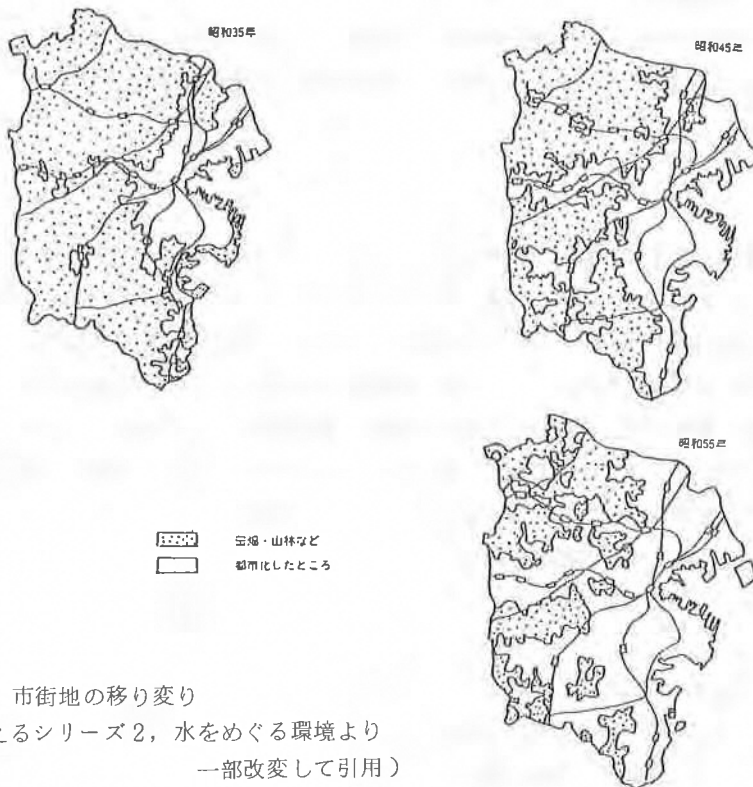 昭和35年
昭和45年
昭和55年
田畑・山林など
都市化したところ
市街地の移り変り
えるシリーズ2，水をめぐる環境より
一部改変して引用）